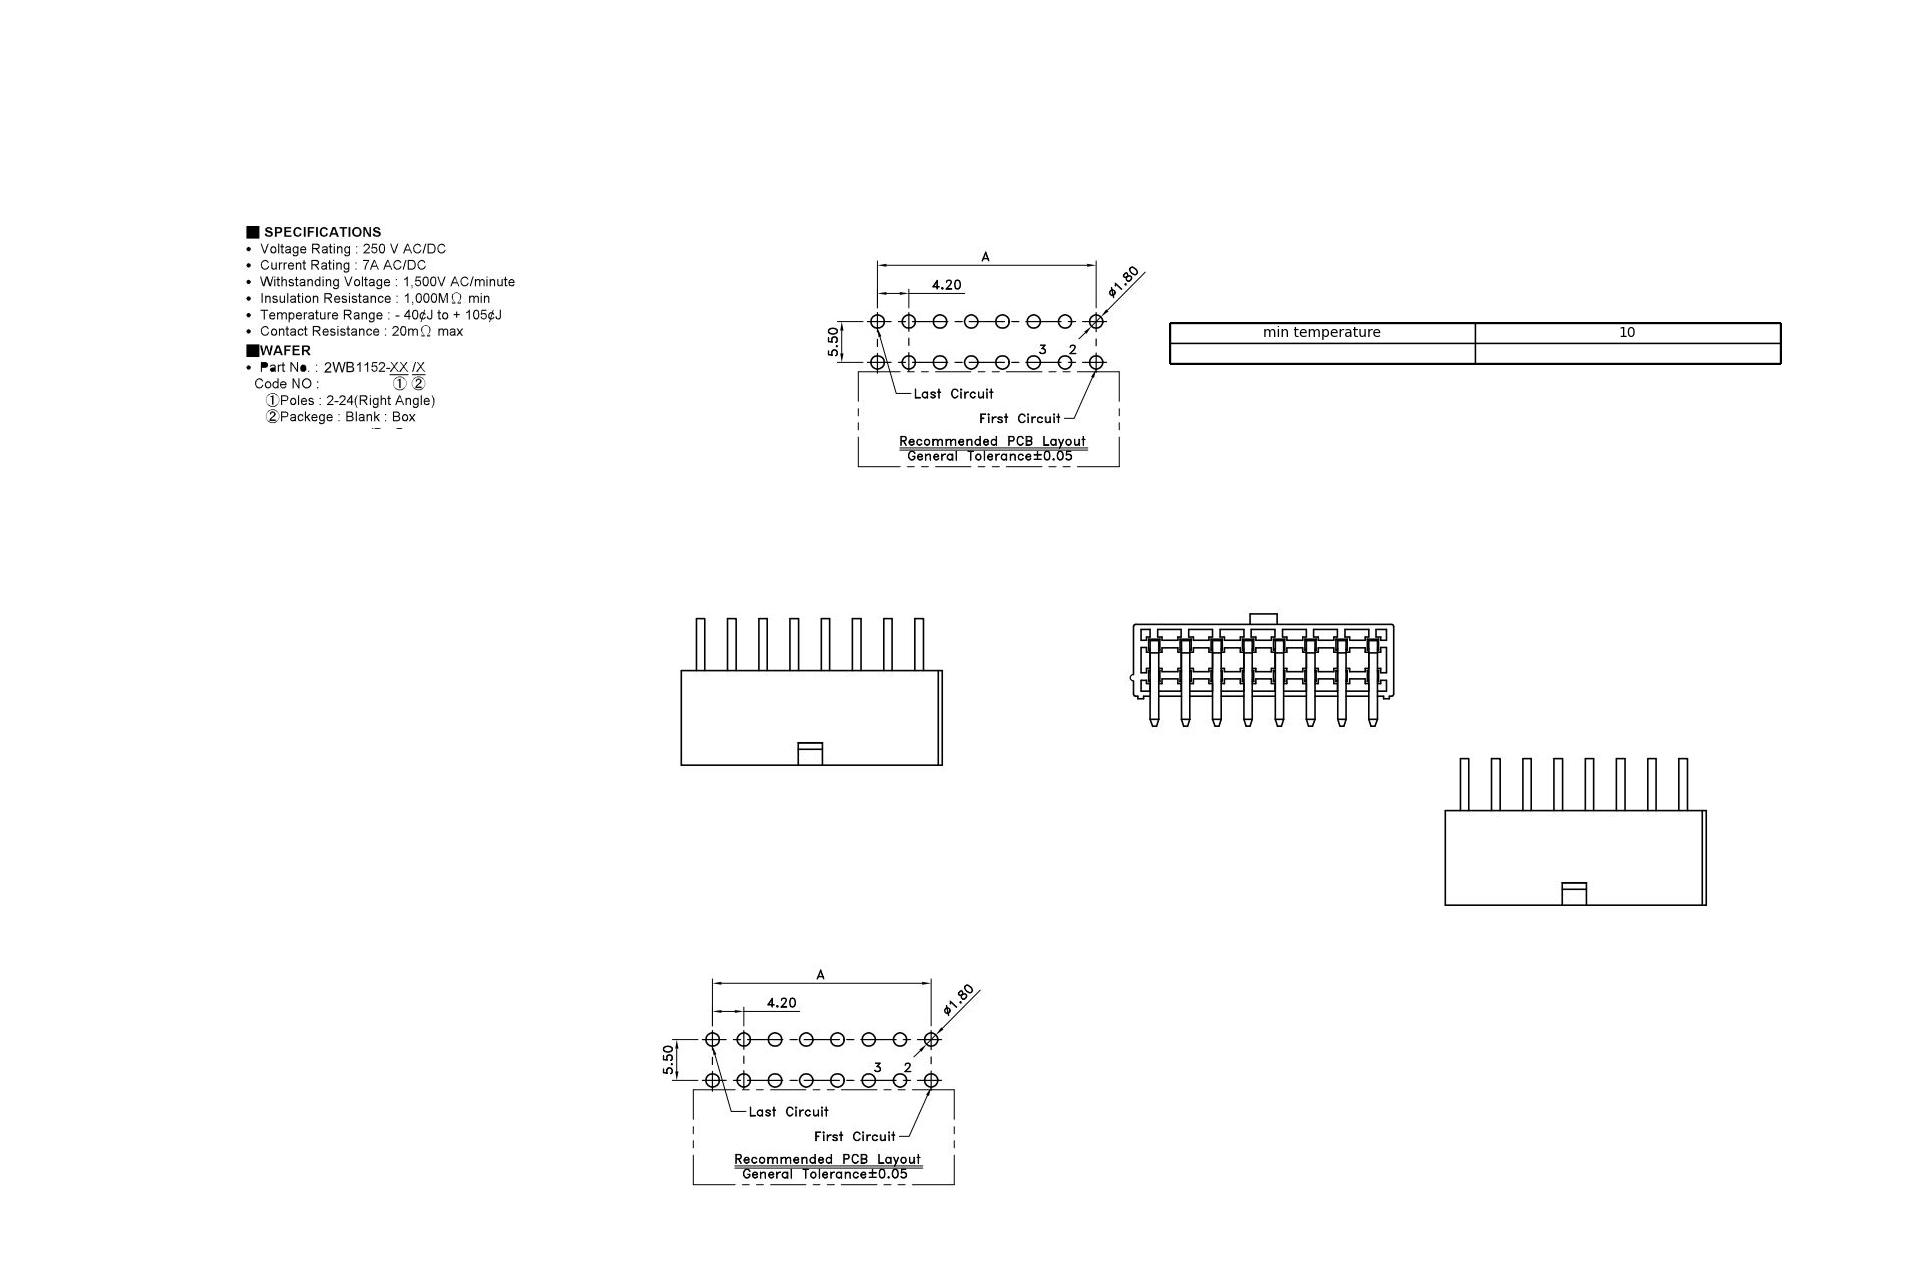 ■ SPECIFICATIONS
• Voltage Rating : 250 V AC/DC
• Current Rating : 7A AC/DC
• Withstanding Voltage : 1,500V AC/minute
• Insulation Resistance : 1,000MΩ min
• Temperature Range : - 40¢J to + 105¢J
• Contact Resistance : 20mΩ max
■WAFER
• Part No. : 2WB1152-XX /X
Code NO : ① ②
①Poles : 2-24(Right Angle)
②Packege : Blank : Box
A
4.20
ø1.80
5.50
3 2
Last Circuit
First Circuit
Recommended PCB Layout
General Tolerance±0.05
min temperature 10
A
4.20
ø1.80
5.50
3 2
Last Circuit
First Circuit
Recommended PCB Layout
General Tolerance±0.05